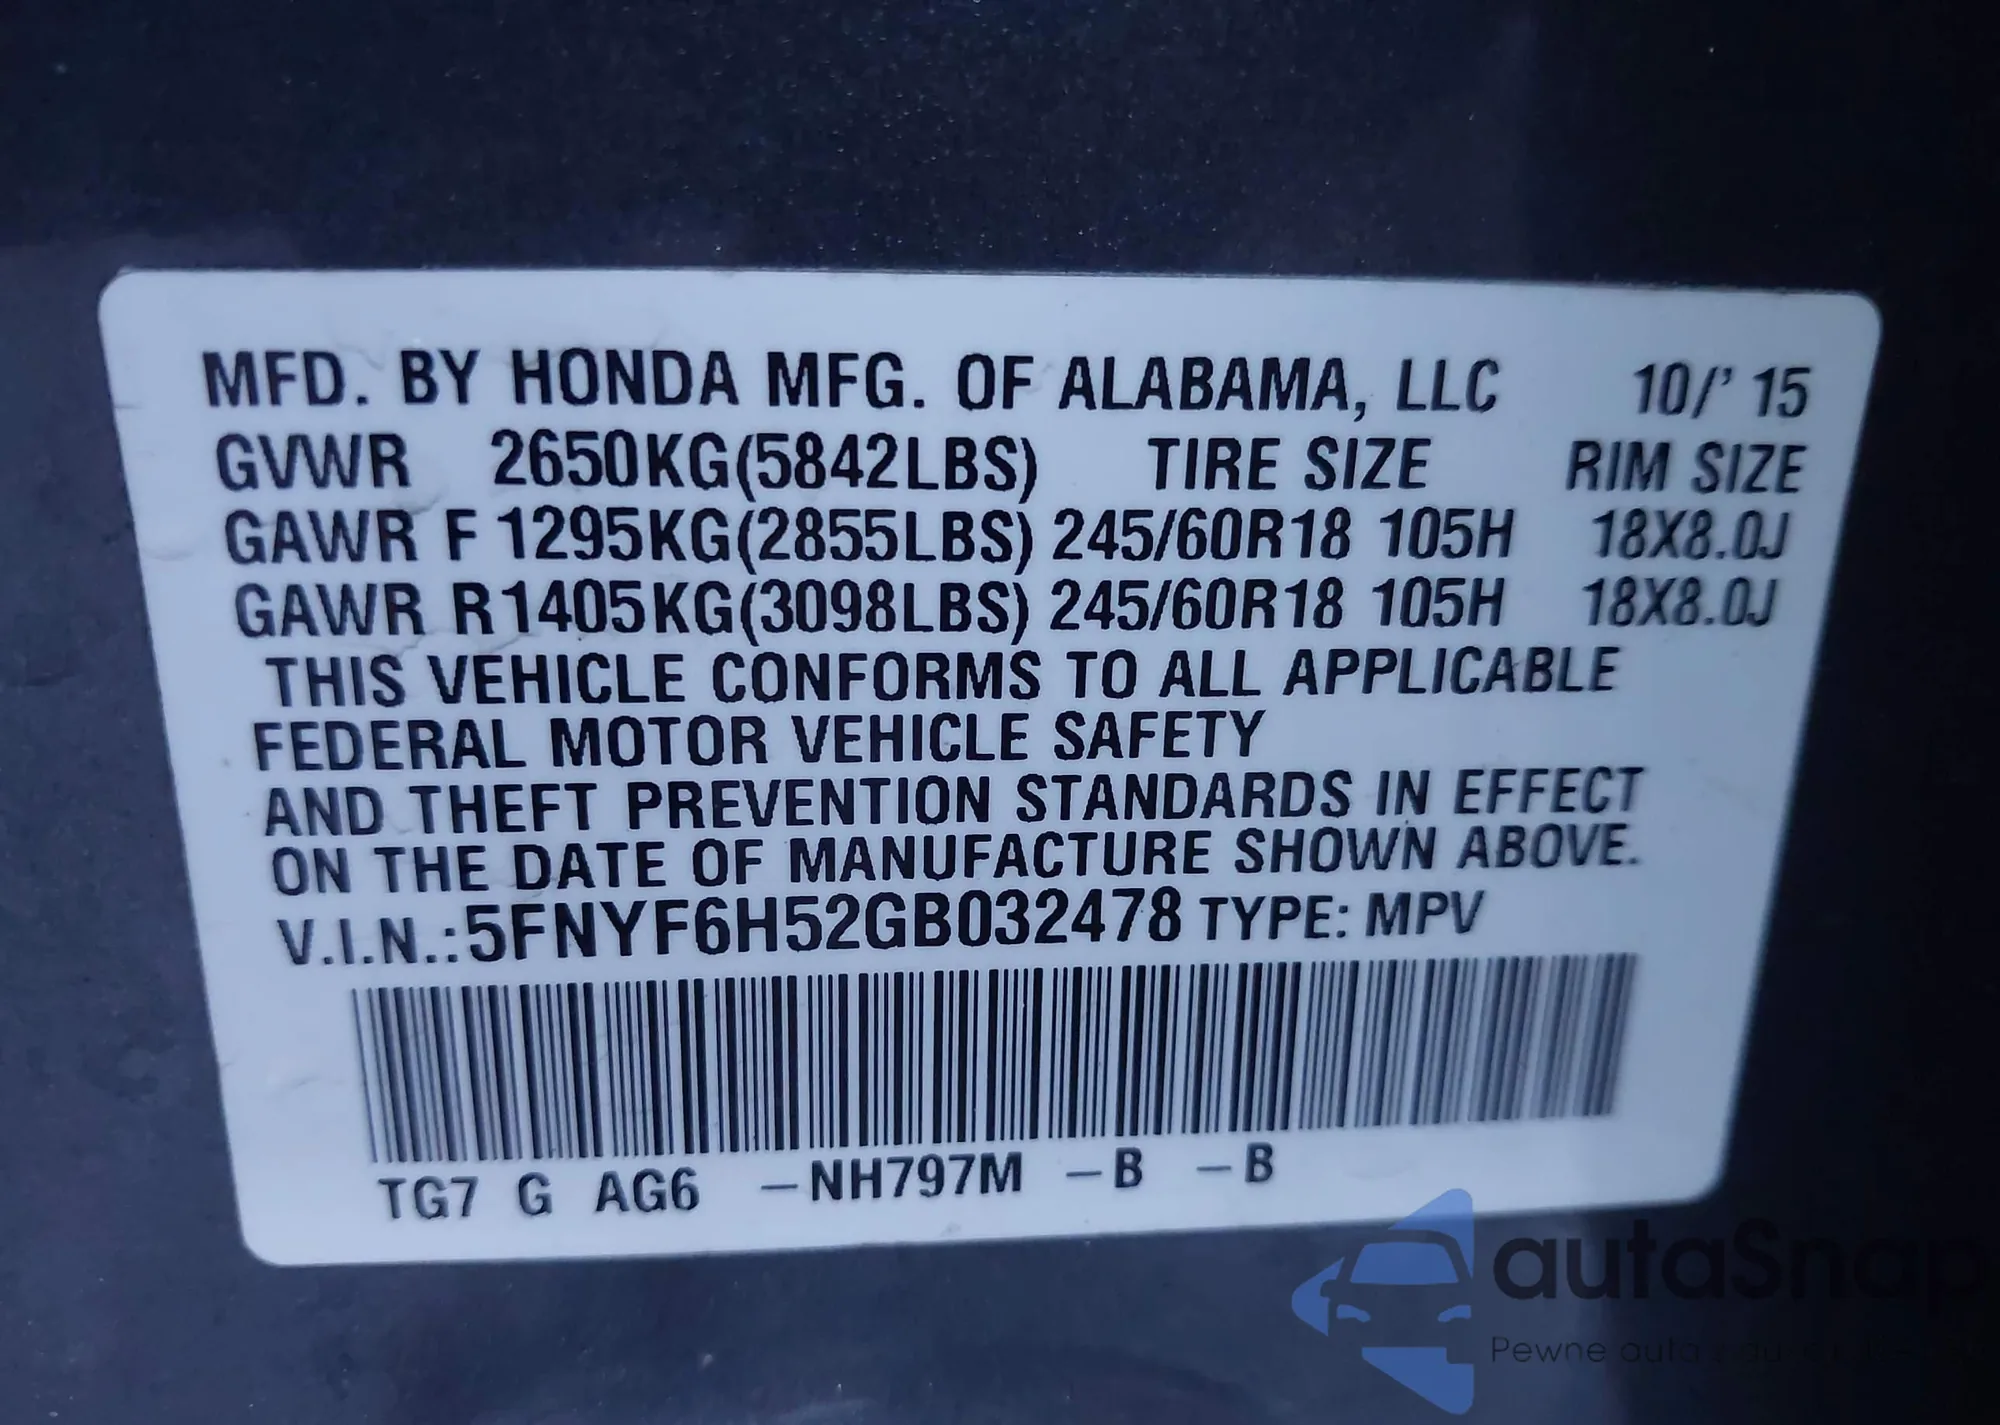 MFD. BY HONDA MFG. OF ALABAMA, LLC 10/' 15
GVWR 2650KG(5842LBS) TIRE SIZE RIM SIZE
GAWR F 1295KG(2855LBS) 245/60R18 105H 18X8.0J
GAWR R1405KG(3098LBS) 245/60R18 105H 18X8.0J
THIS VEHICLE CONFORMS TO ALL APPLICABLE
FEDERAL MOTOR VEHICLE SAFETY
AND THEFT PREVENTION STANDARDS IN EFFECT
ON THE DATE OF MANUFACTURE SHOWN ABOVE.
V.I.N.:5FNYF6H52GB032478 TYPE: MPV
TG7 G AG6 -NH797M -B -B
autaSnap
Pewne auta z